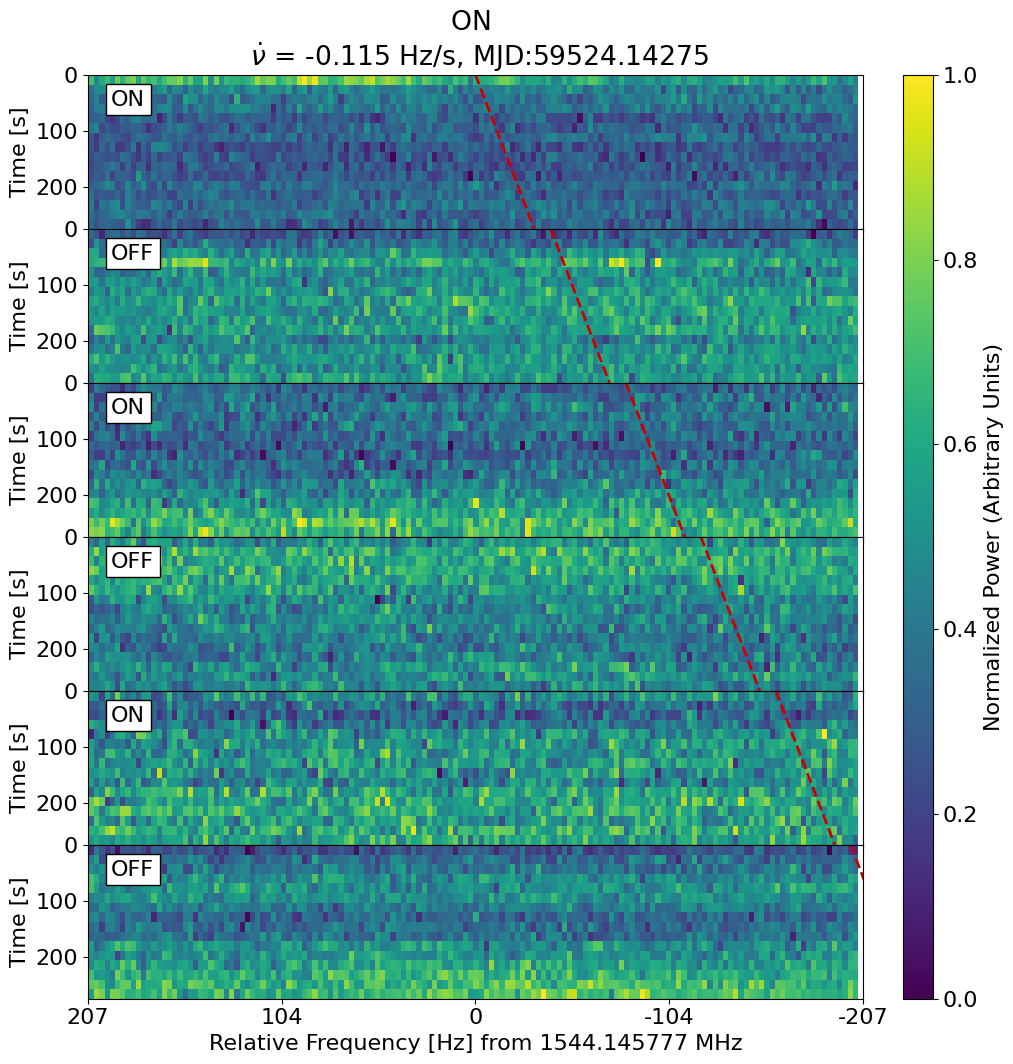 ON
ν̇ = -0.115 Hz/s, MJD:59524.14275
0
ON
Time [s]
100
200
0
OFF
Time [s]
100
200
0
ON
Time [s]
100
200
0
OFF
Time [s]
100
200
0
ON
Time [s]
100
200
0
OFF
Time [s]
100
200
207 104 0 -104 -207
Relative Frequency [Hz] from 1544.145777 MHz
1.0
0.8
0.6
0.4
0.2
0.0
Normalized Power (Arbitrary Units)